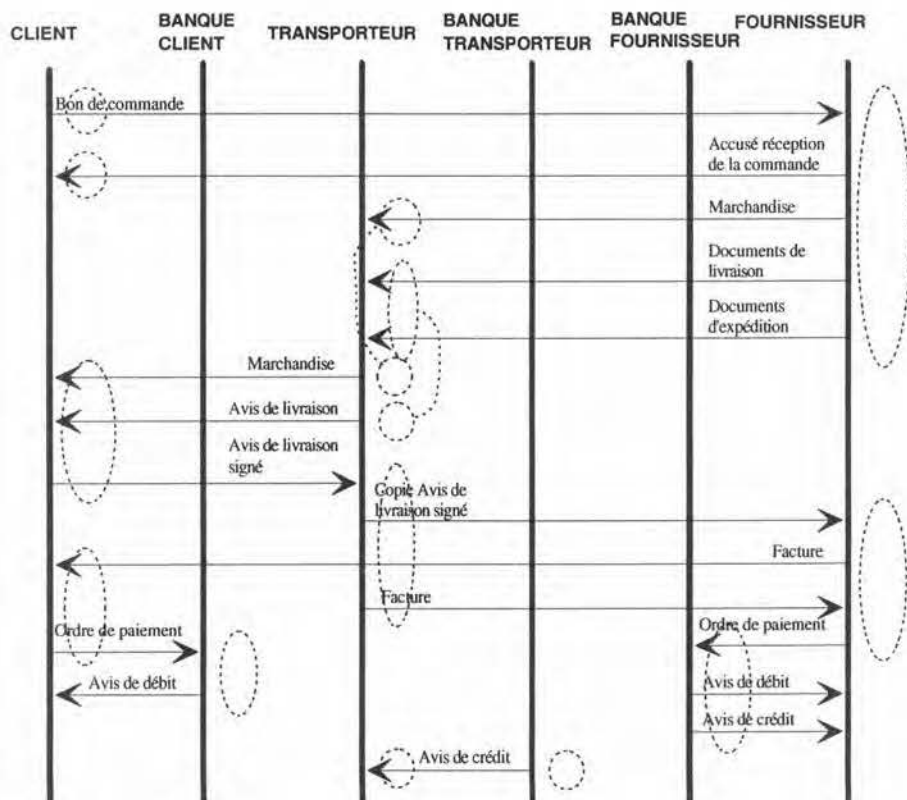 CLIENT
BANQUE
CLIENT
TRANSPORTEUR
BANQUE
TRANSPORTEUR
BANQUE
FOURNISSEUR
FOURNISSEUR
Bon de commande
Accusé réception
de la commande
Marchandise
Documents de
livraison
Documents
d'expédition
Marchandise
Avis de livraison
Avis de livraison
signé
Copie Avis de
livraison signé
Facture
Facture
Ordre de paiement
Ordre de paiement
Avis de débit
Avis de débit
Avis de crédit
Avis de crédit